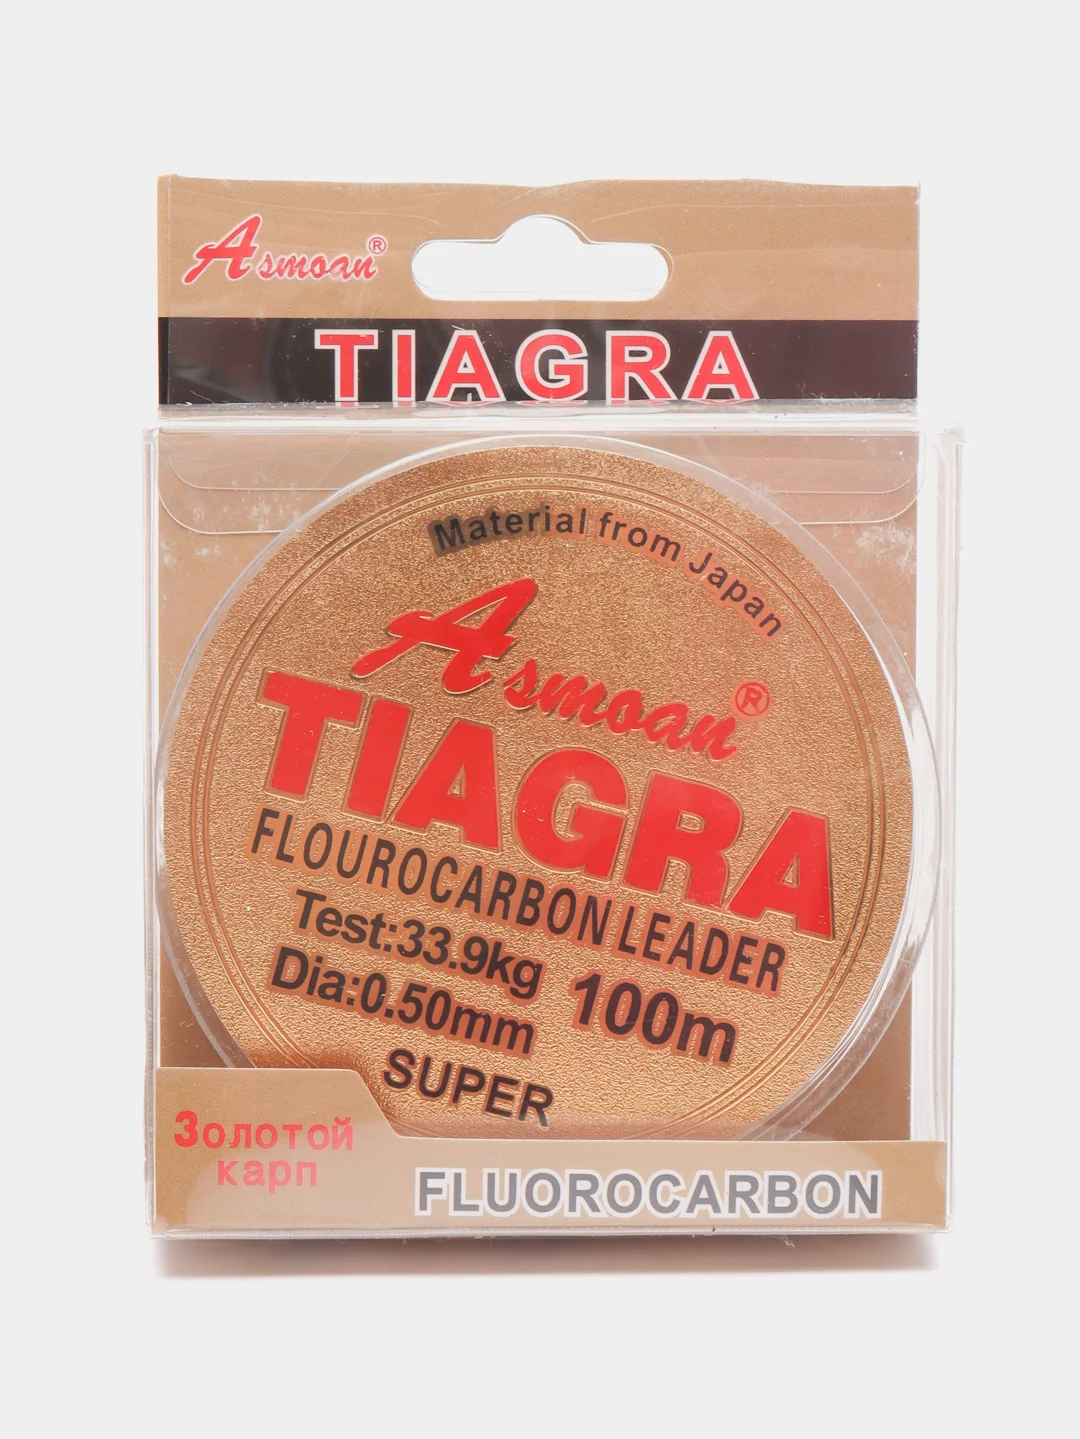 Asmoan®
TIAGRA
Material from Japan
Asmoan®
TIAGRA
FLOUROCARBON LEADER
Test:33.9kg
Dia:0.50mm
100m
SUPER
Золотой
карп
FLUOROCARBON